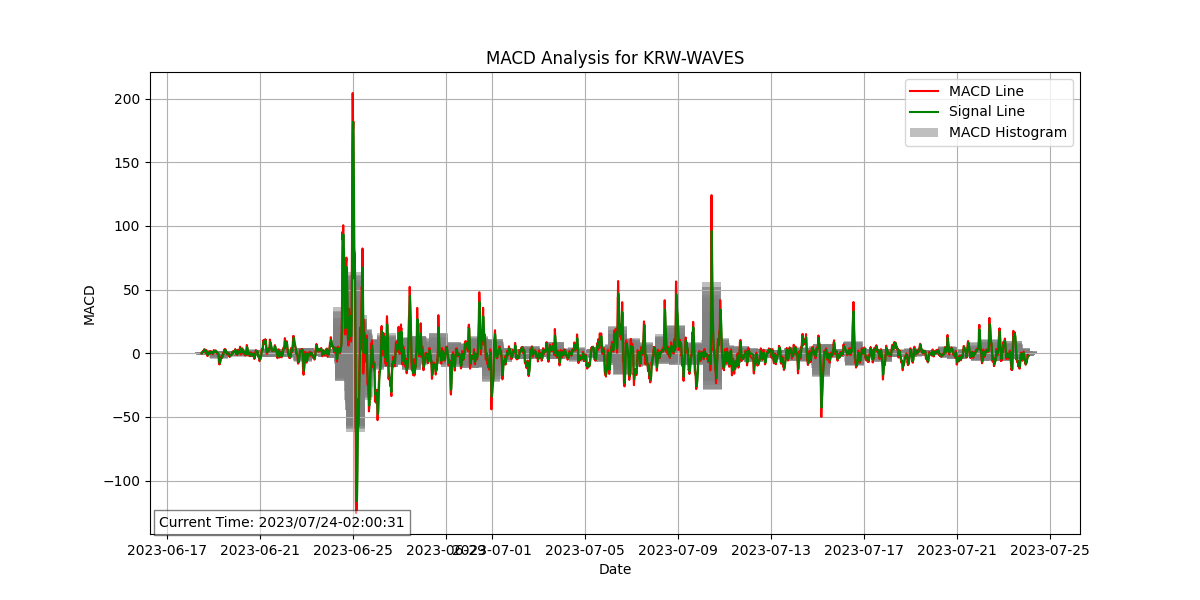 MACD Analysis for KRW-WAVES
MACD Line
Signal Line
MACD Histogram
200
150
100
50
0
−50
−100
MACD
Current Time: 2023/07/24-02:00:31
2023-06-17 2023-06-21 2023-06-25 2023-06-29 2023-07-01 2023-07-05 2023-07-09 2023-07-13 2023-07-17 2023-07-21 2023-07-25
Date